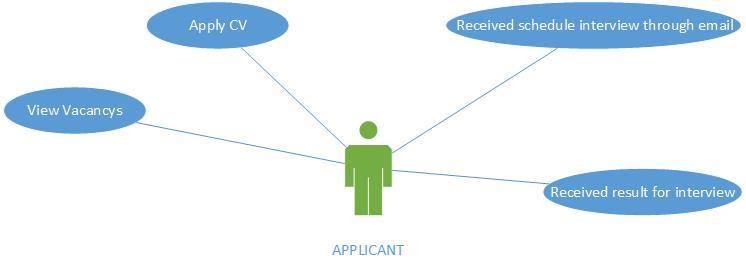 Apply CV
Received schedule interview through email
View Vacancys
Received result for interview
APPLICANT